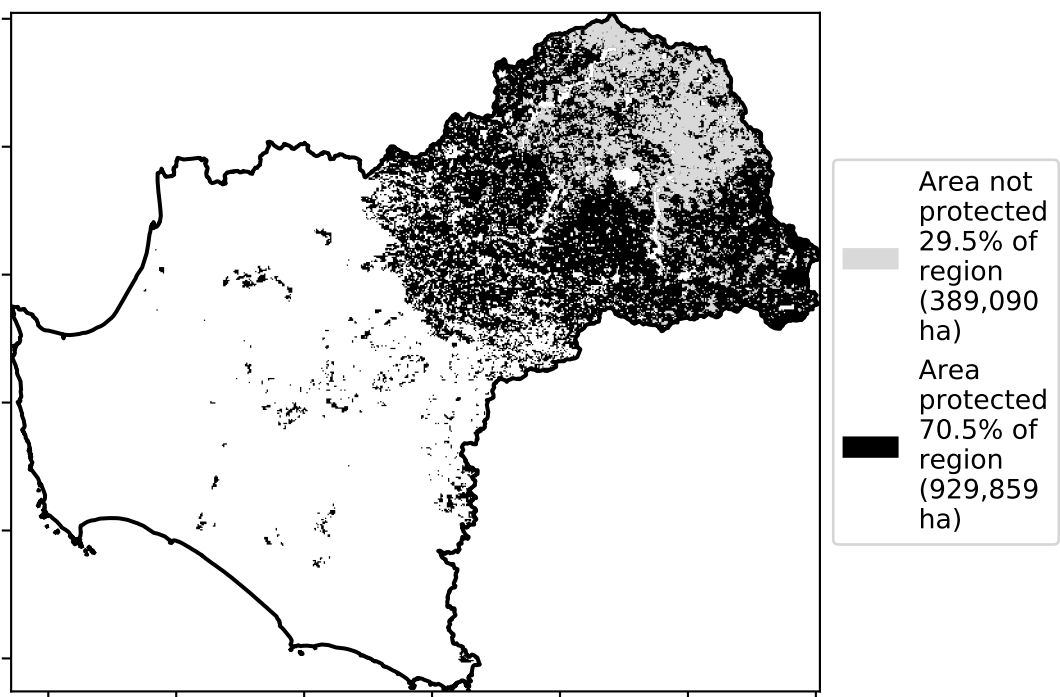 Area not
protected
29.5% of
region
(389,090
ha)
Area
protected
70.5% of
region
(929,859
ha)